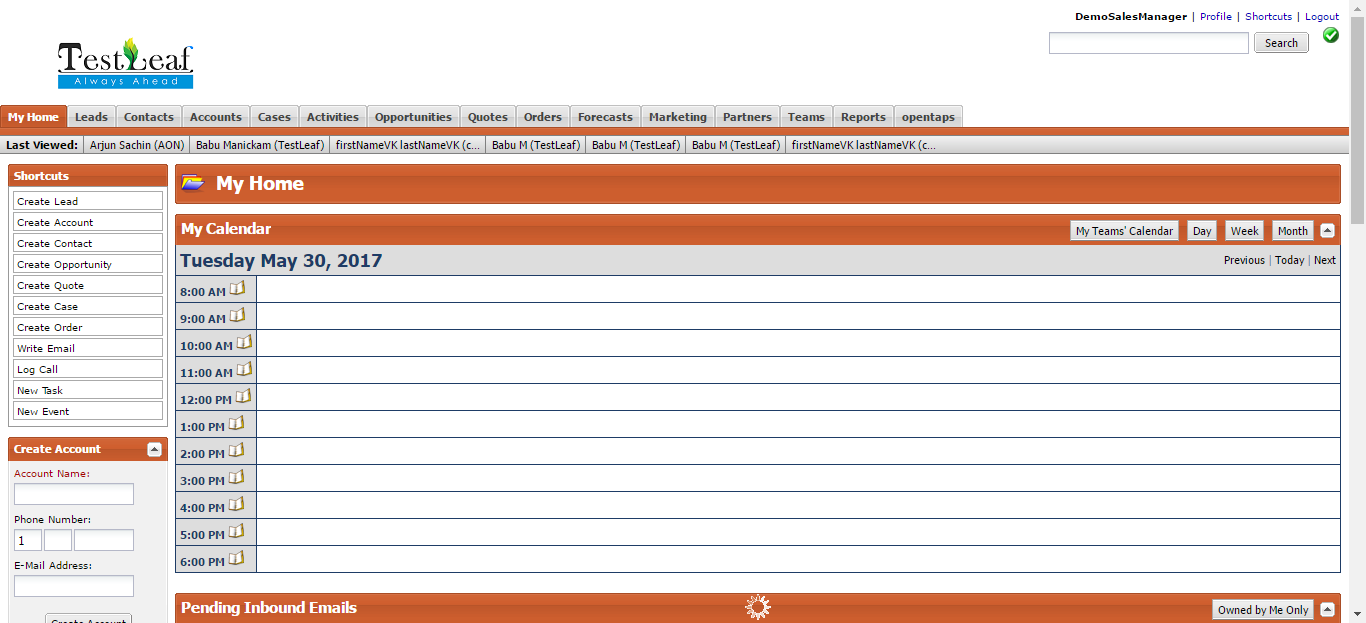 DemoSalesManager | Profile | Shortcuts | Logout
Search
TestLeaf
Always Ahead
My Home Leads Contacts Accounts Cases Activities Opportunities Quotes Orders Forecasts Marketing Partners Teams Reports opentaps
Last Viewed: Arjun Sachin (AON) Babu Manickam (TestLeaf) firstNameVK lastNameVK (c... Babu M (TestLeaf) Babu M (TestLeaf) Babu M (TestLeaf) firstNameVK lastNameVK (c...
Shortcuts
Create Lead
Create Account
Create Contact
Create Opportunity
Create Quote
Create Case
Create Order
Write Email
Log Call
New Task
New Event
Create Account
Account Name:
Phone Number:
1
E-Mail Address:
Create Account
My Home
My Calendar My Teams' Calendar Day Week Month
Tuesday May 30, 2017 Previous | Today | Next
8:00 AM
9:00 AM
10:00 AM
11:00 AM
12:00 PM
1:00 PM
2:00 PM
3:00 PM
4:00 PM
5:00 PM
6:00 PM
Pending Inbound Emails Owned by Me Only